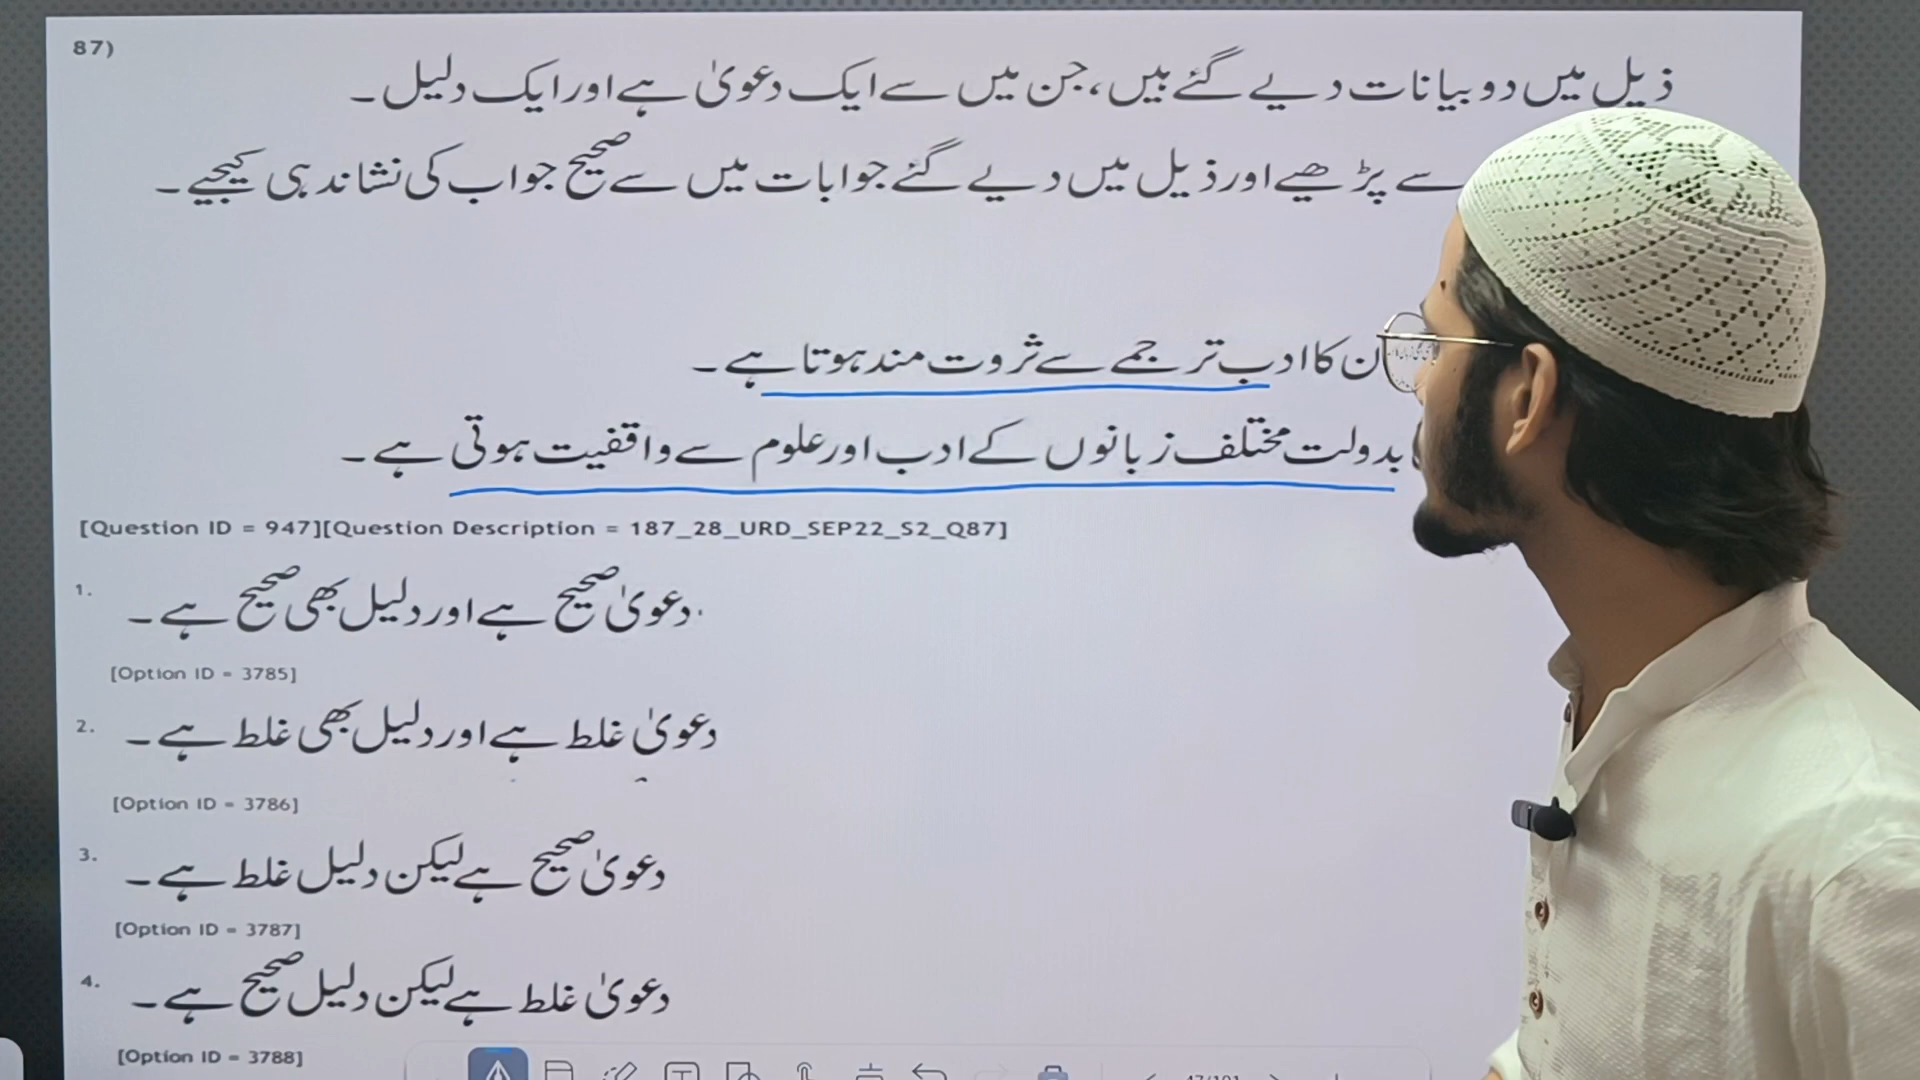 87)
ذیل میں دو بیانات دیے گئے ہیں، جن میں سے ایک دعویٰ ہے اور ایک دلیل۔
سے پڑھیے اور ذیل میں دیے گئے جوابات میں سے صحیح جواب کی نشاندہی کیجیے۔
کا ادب ترجمے سے ثروت مند ہوتا ہے۔
بدولت مختلف زبانوں کے ادب اور علوم سے واقفیت ہوتی ہے۔
[Question ID = 947][Question Description = 187_28_URD_SEP22_S2_Q87]
1. دعویٰ صحیح ہے اور دلیل بھی صحیح ہے۔
[Option ID = 3785]
2. دعویٰ غلط ہے اور دلیل بھی غلط ہے۔
[Option ID = 3786]
3. دعویٰ صحیح ہے لیکن دلیل غلط ہے۔
[Option ID = 3787]
4. دعویٰ غلط ہے لیکن دلیل صحیح ہے۔
[Option ID = 3788]